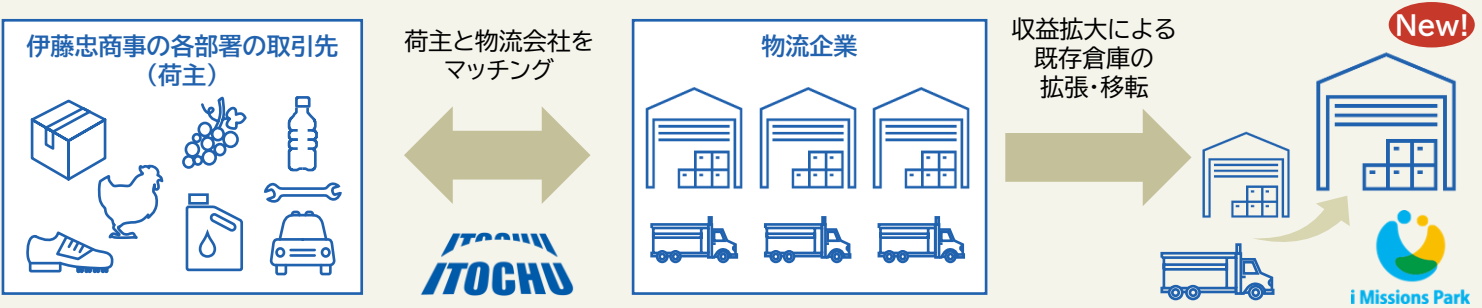 伊藤忠商事の各部署の取引先
（荷主）
荷主と物流会社を
マッチング
ITOCHU
ITOCHU
物流企業
収益拡大による
既存倉庫の
拡張・移転
New!
i Missions Park